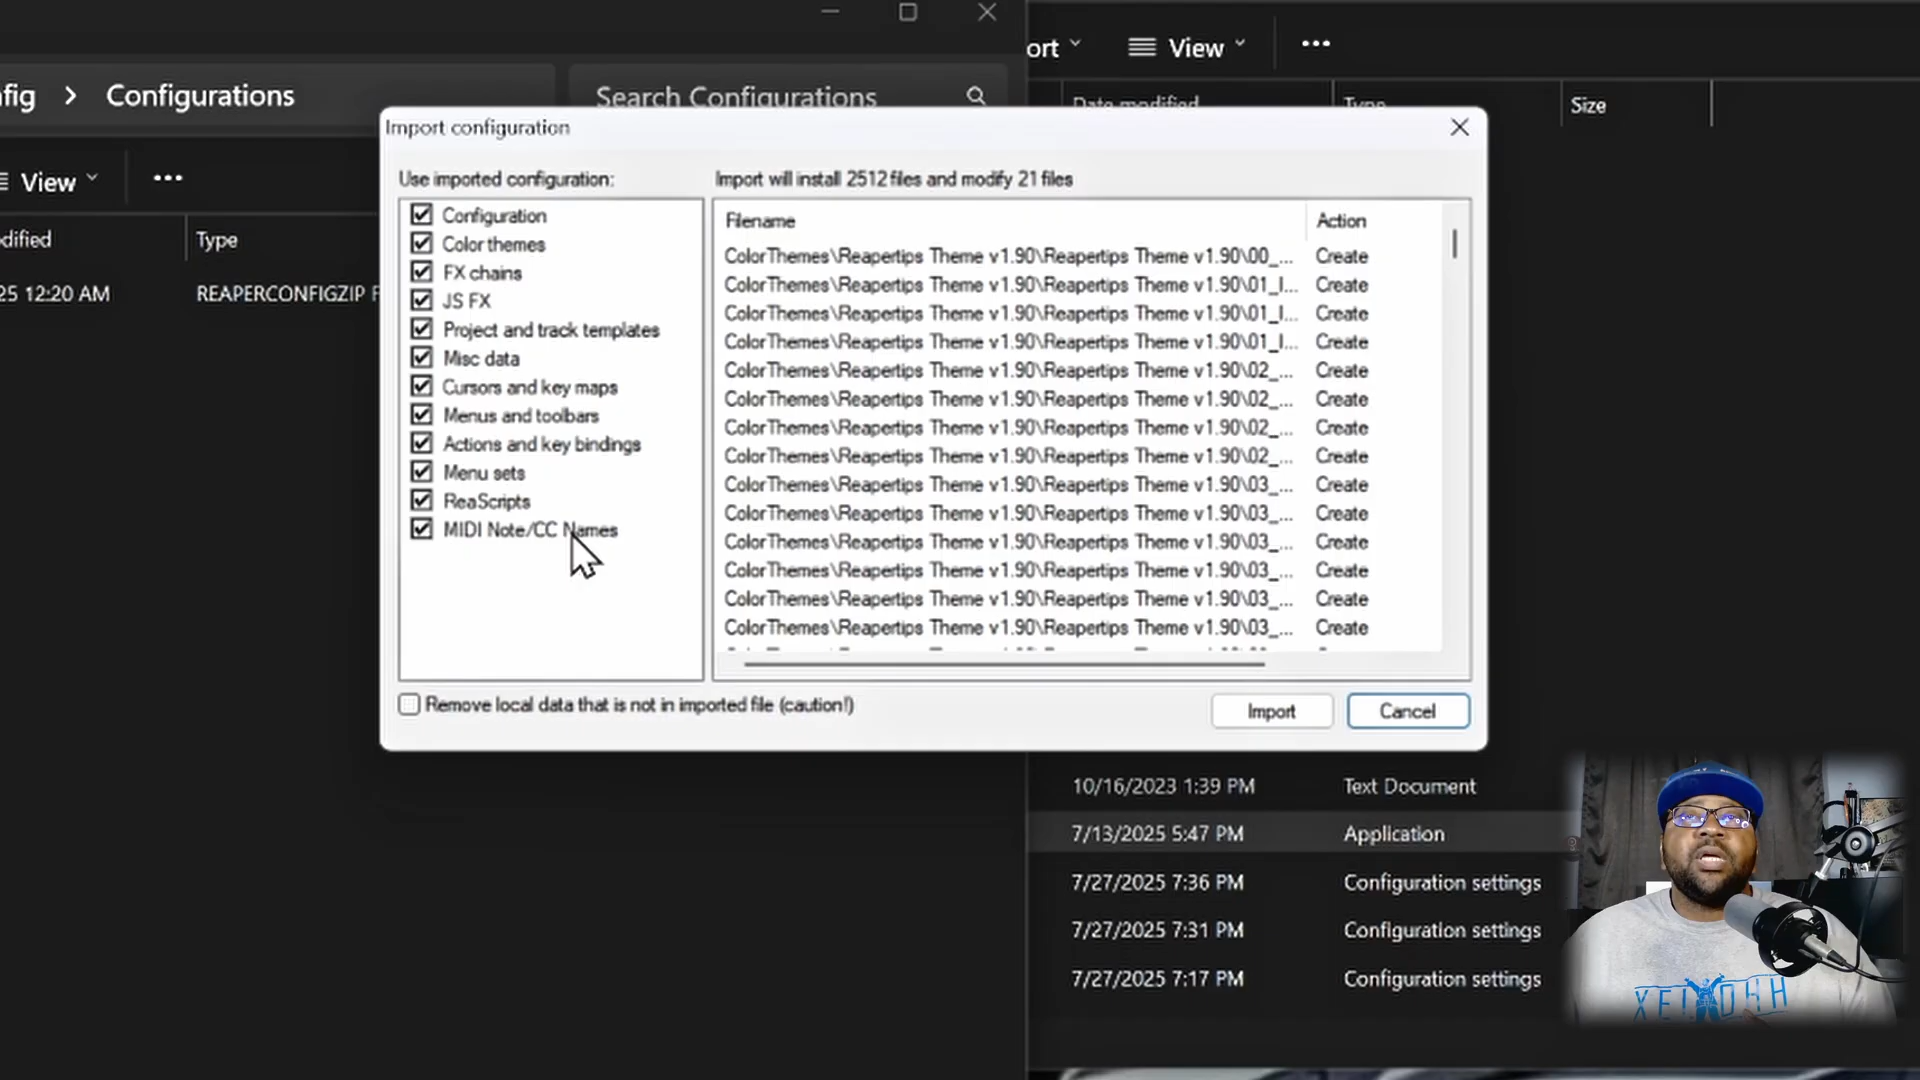 fig > Configurations
Search Configurations
ort
View
Date modified
Type
Size
View
dified
Type
25 12:20 AM
REAPERCONFIGZIP F
Import configuration
Use imported configuration:
Configuration
Color themes
FX chains
JS FX
Project and track templates
Misc data
Cursors and key maps
Menus and toolbars
Actions and key bindings
Menu sets
ReaScripts
MIDI Note/CC Names
Import will install 2512 files and modify 21 files
Filename Action
ColorThemes\Reapertips Theme v1.90\Reapertips Theme v1.90\00_... Create
ColorThemes\Reapertips Theme v1.90\Reapertips Theme v1.90\01_I... Create
ColorThemes\Reapertips Theme v1.90\Reapertips Theme v1.90\01_I... Create
ColorThemes\Reapertips Theme v1.90\Reapertips Theme v1.90\01_I... Create
ColorThemes\Reapertips Theme v1.90\Reapertips Theme v1.90\02_... Create
ColorThemes\Reapertips Theme v1.90\Reapertips Theme v1.90\02_... Create
ColorThemes\Reapertips Theme v1.90\Reapertips Theme v1.90\02_... Create
ColorThemes\Reapertips Theme v1.90\Reapertips Theme v1.90\02_... Create
ColorThemes\Reapertips Theme v1.90\Reapertips Theme v1.90\03_... Create
ColorThemes\Reapertips Theme v1.90\Reapertips Theme v1.90\03_... Create
ColorThemes\Reapertips Theme v1.90\Reapertips Theme v1.90\03_... Create
ColorThemes\Reapertips Theme v1.90\Reapertips Theme v1.90\03_... Create
ColorThemes\Reapertips Theme v1.90\Reapertips Theme v1.90\03_... Create
ColorThemes\Reapertips Theme v1.90\Reapertips Theme v1.90\03_... Create
Remove local data that is not in imported file (caution!)
Import
Cancel
10/16/2023 1:39 PM Text Document
7/13/2025 5:47 PM Application
7/27/2025 7:36 PM Configuration settings
7/27/2025 7:31 PM Configuration settings
7/27/2025 7:17 PM Configuration settings